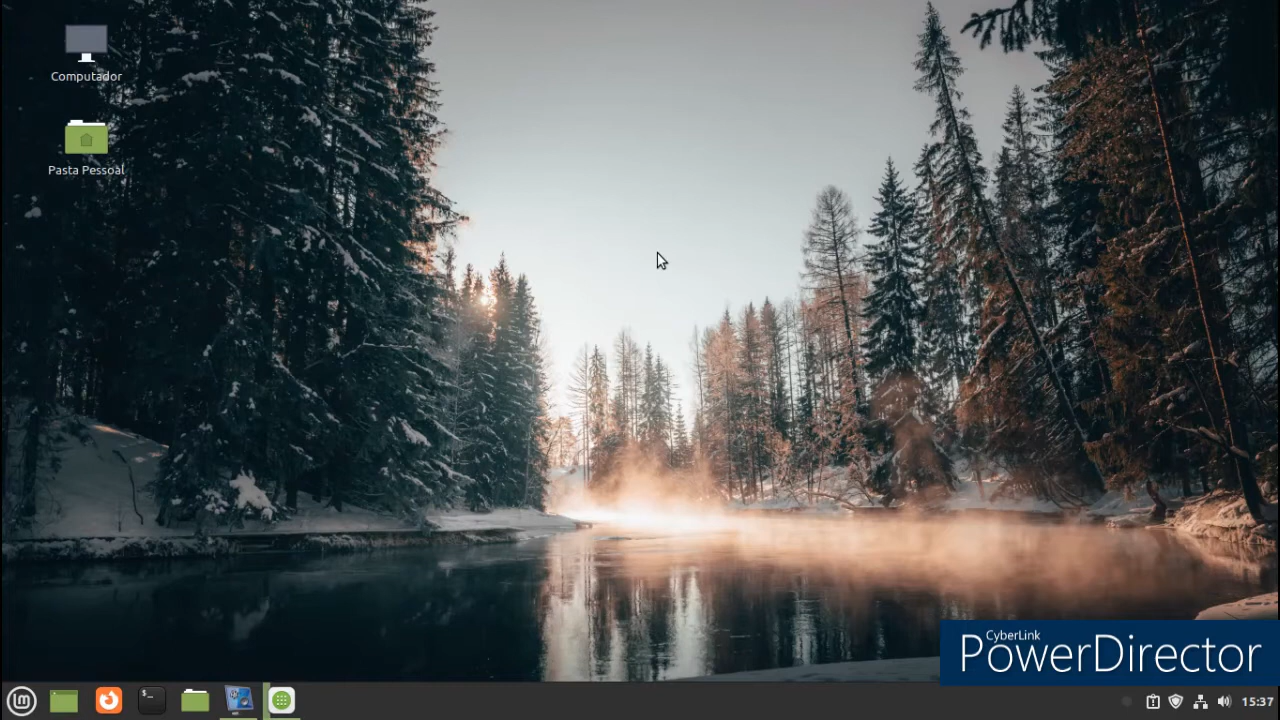 Computador
Pasta Pessoal
CyberLink
PowerDirector
$_
15:37